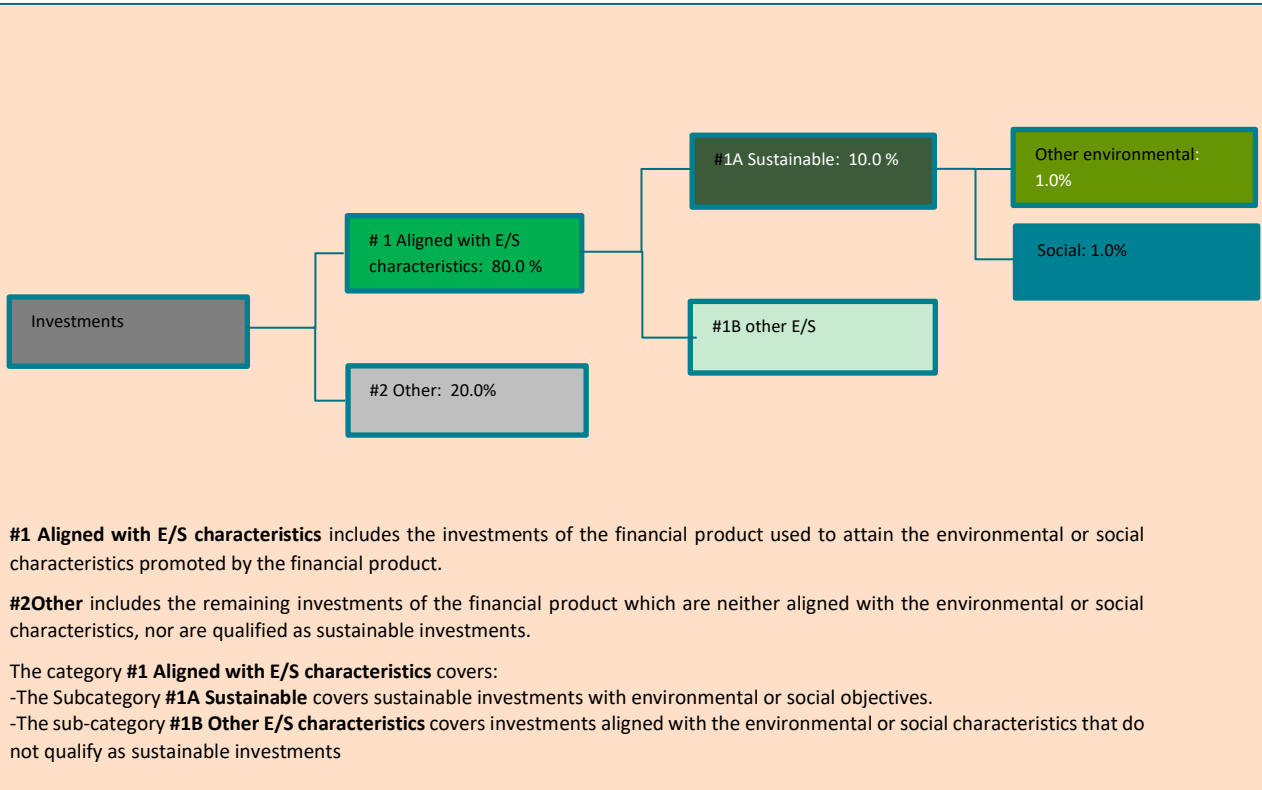 Investments
# 1 Aligned with E/S
characteristics: 80.0 %
#2 Other: 20.0%
#1A Sustainable: 10.0 %
#1B other E/S
Other environmental:
1.0%
Social: 1.0%
#1 Aligned with E/S characteristics includes the investments of the financial product used to attain the environmental or social
characteristics promoted by the financial product.
#2Other includes the remaining investments of the financial product which are neither aligned with the environmental or social
characteristics, nor are qualified as sustainable investments.
The category #1 Aligned with E/S characteristics covers:
-The Subcategory #1A Sustainable covers sustainable investments with environmental or social objectives.
-The sub-category #1B Other E/S characteristics covers investments aligned with the environmental or social characteristics that do
not qualify as sustainable investments